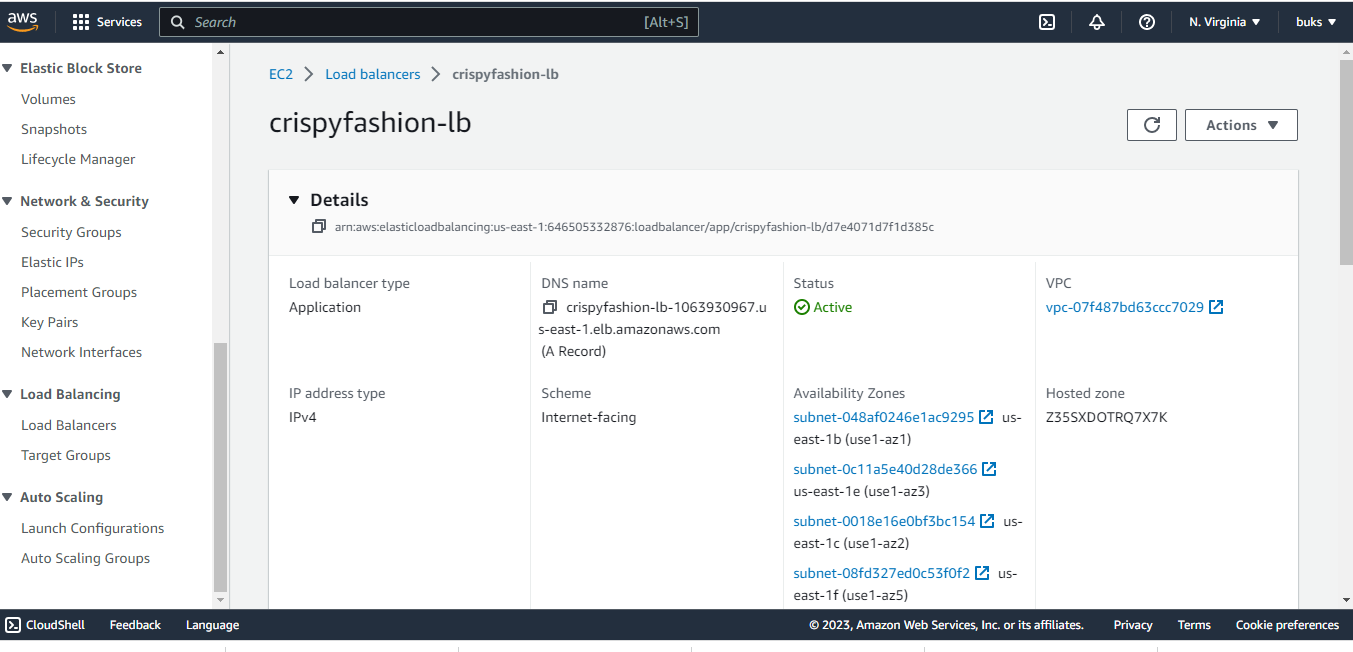 aws
Services
Search
[Alt+S]
N. Virginia
buks
Elastic Block Store
Volumes
Snapshots
Lifecycle Manager
Network & Security
Security Groups
Elastic IPs
Placement Groups
Key Pairs
Network Interfaces
Load Balancing
Load Balancers
Target Groups
Auto Scaling
Launch Configurations
Auto Scaling Groups
EC2
Load balancers
crispyfashion-lb
crispyfashion-lb
Actions
Details
arn:aws:elasticloadbalancing:us-east-1:646505332876:loadbalancer/app/crispyfashion-lb/d7e4071d7f1d385c
Load balancer type
Application
DNS name
crispyfashion-lb-1063930967.u
s-east-1.elb.amazonaws.com
(A Record)
Status
Active
VPC
vpc-07f487bd63ccc7029
IP address type
IPv4
Scheme
Internet-facing
Availability Zones
subnet-048af0246e1ac9295 us-
east-1b (use1-az1)
subnet-0c11a5e40d28de366
us-east-1e (use1-az3)
subnet-0018e16e0bf3bc154 us-
east-1c (use1-az2)
subnet-08fd327ed0c53f0f2 us-
east-1f (use1-az5)
Hosted zone
Z35SXDOTRQ7X7K
CloudShell
Feedback
Language
© 2023, Amazon Web Services, Inc. or its affiliates.
Privacy
Terms
Cookie preferences